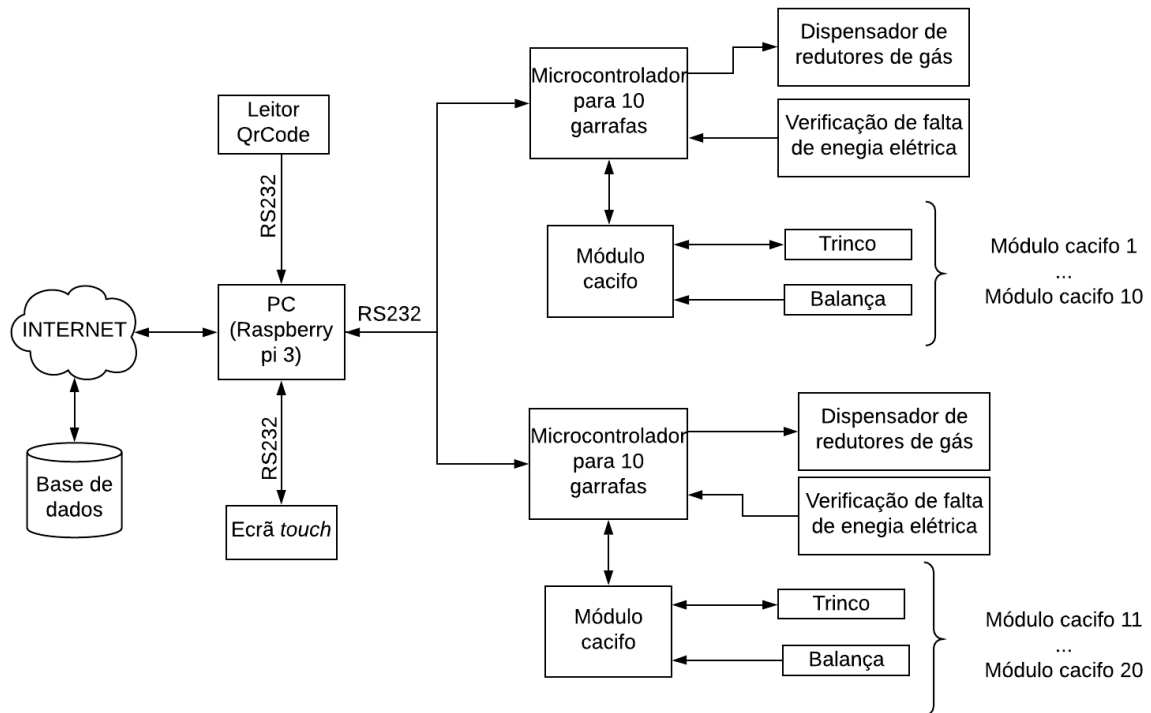 Dispensador de
redutores de gás
Microcontrolador
para 10
garrafas
Leitor
QrCode
Verificação de falta
de enegia elétrica
RS232
Módulo
cacifo
Trinco
Balança
Módulo cacifo 1
...
Módulo cacifo 10
INTERNET
PC
(Raspberry
pi 3)
RS232
RS232
Base de
dados
Ecrã touch
Microcontrolador
para 10
garrafas
Dispensador de
redutores de gás
Verificação de falta
de enegia elétrica
Módulo
cacifo
Trinco
Balança
Módulo cacifo 11
...
Módulo cacifo 20